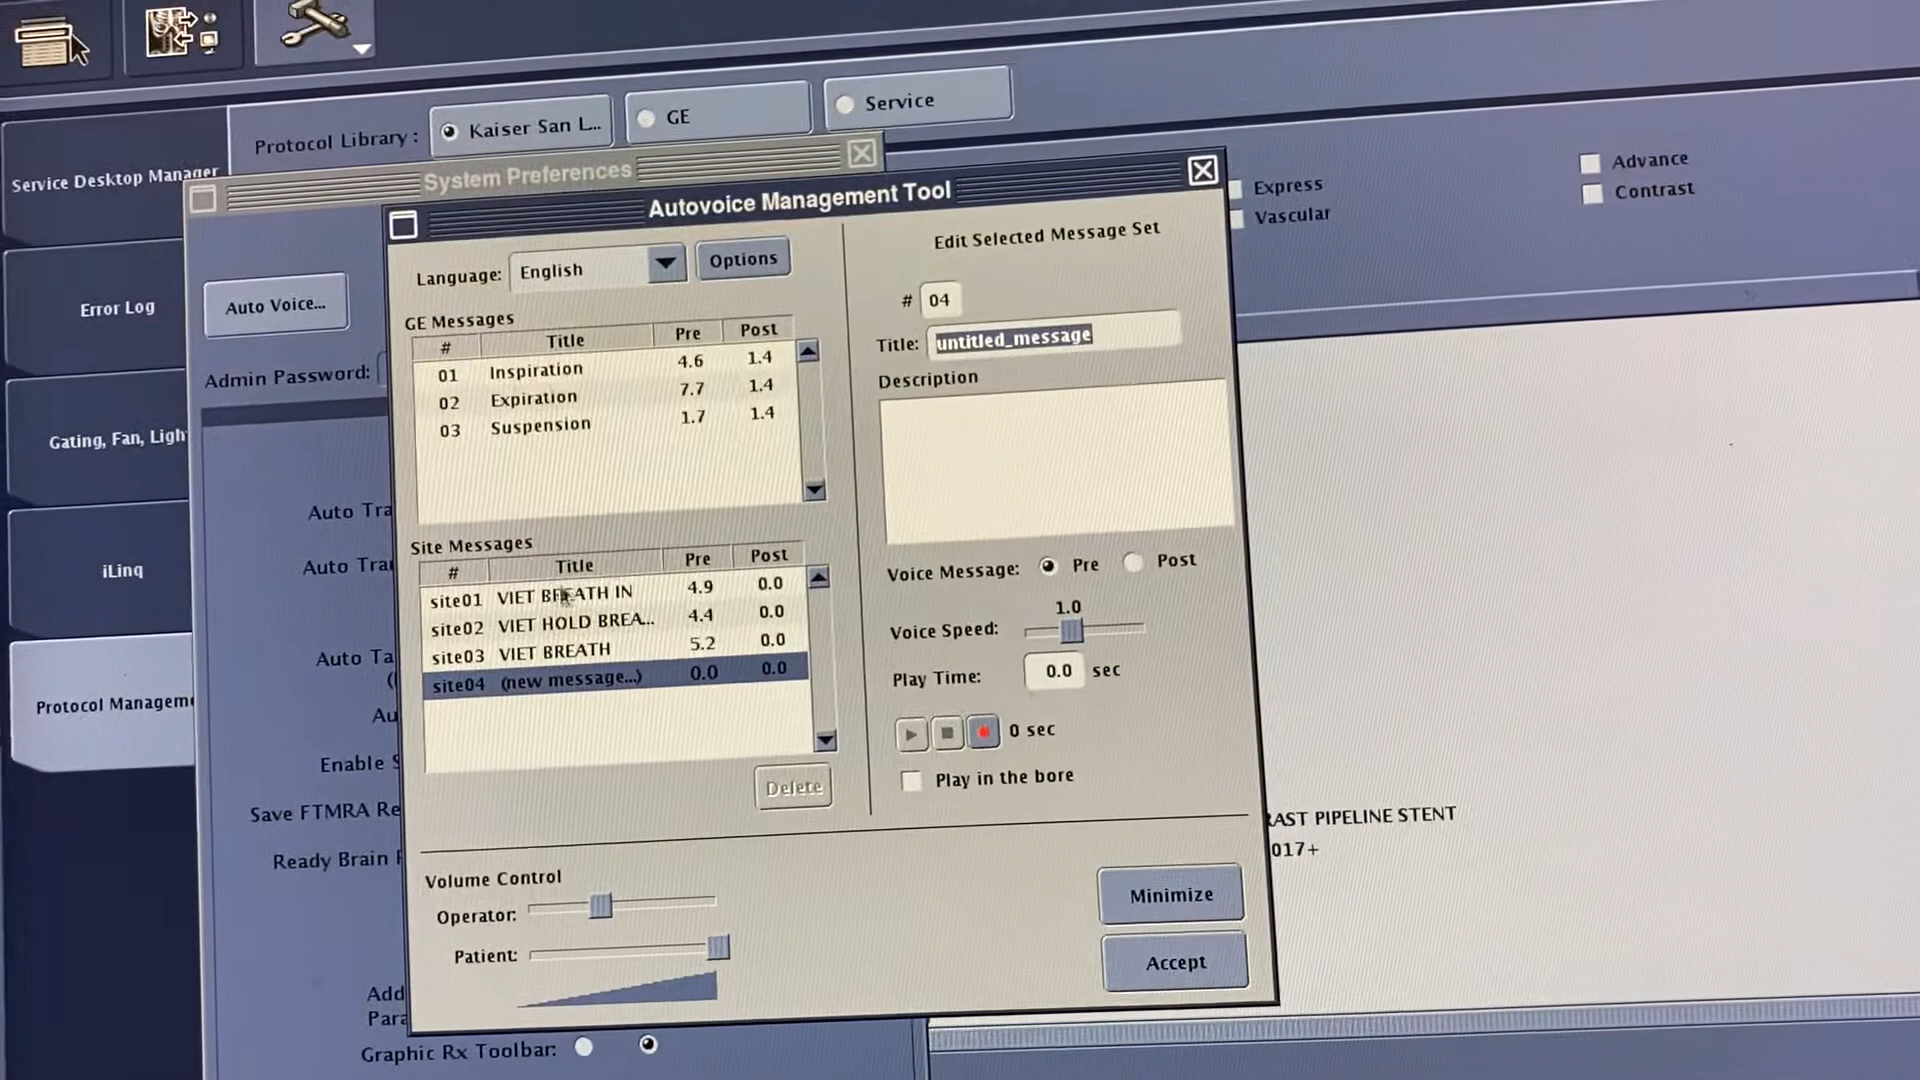 Protocol Library :
Kaiser San L...
GE
Service
Service Desktop Manager
Error Log
Gating, Fan, Ligh
iLinq
Protocol Manageme
System Preferences
Auto Voice...
Admin Password:
Auto Tra
Auto Tra
Auto Ta
(
Au
Enable S
Save FTMRA Re
Ready Brain
Add
Para
Graphic Rx Toolbar:
Express
Vascular
Advance
Contrast
Autovoice Management Tool
Language: English Options
GE Messages
# Title Pre Post
01 Inspiration 4.6 1.4
02 Expiration 7.7 1.4
03 Suspension 1.7 1.4
Site Messages
# Title Pre Post
site01 VIET BREATH IN 4.9 0.0
site02 VIET HOLD BREA... 4.4 0.0
site03 VIET BREATH 5.2 0.0
site04 (new message...) 0.0 0.0
Delete
Volume Control
Operator:
Patient:
Edit Selected Message Set
# 04
Title: untitled_message
Description
Voice Message: Pre Post
1.0
Voice Speed:
Play Time: 0.0 sec
0 sec
Play in the bore
Minimize
Accept
RAST PIPELINE STENT
017+